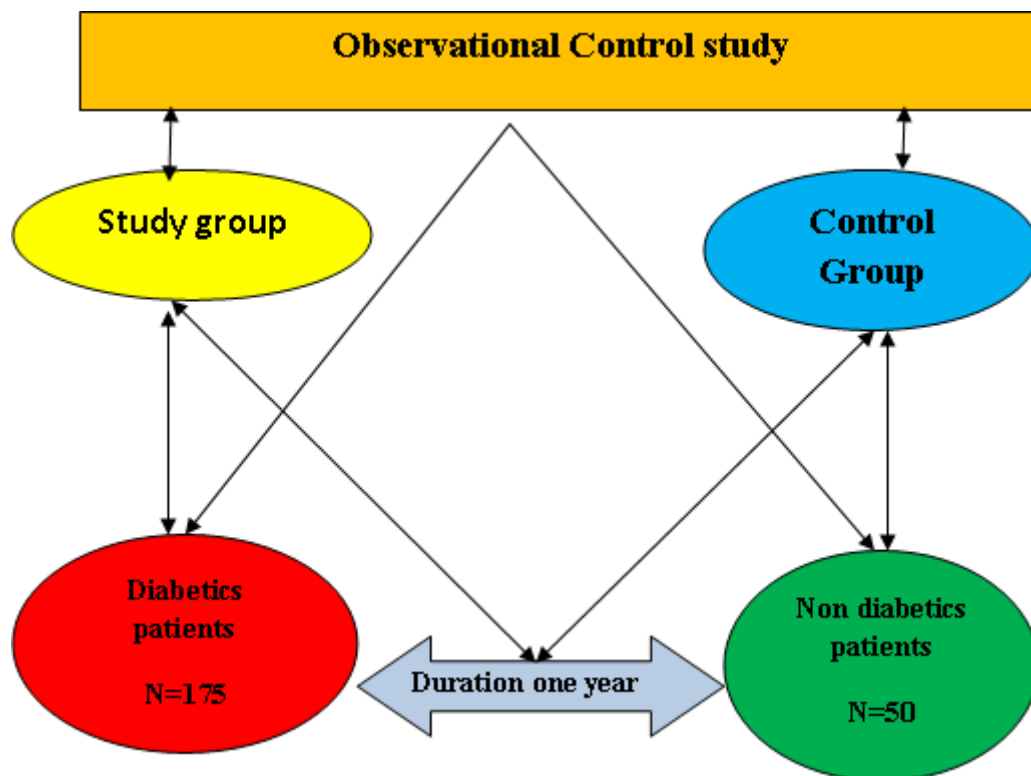 Observational Control study
Study group
Control
Group
Diabetics
patients
N=175
Duration one year
Non diabetics
patients
N=50